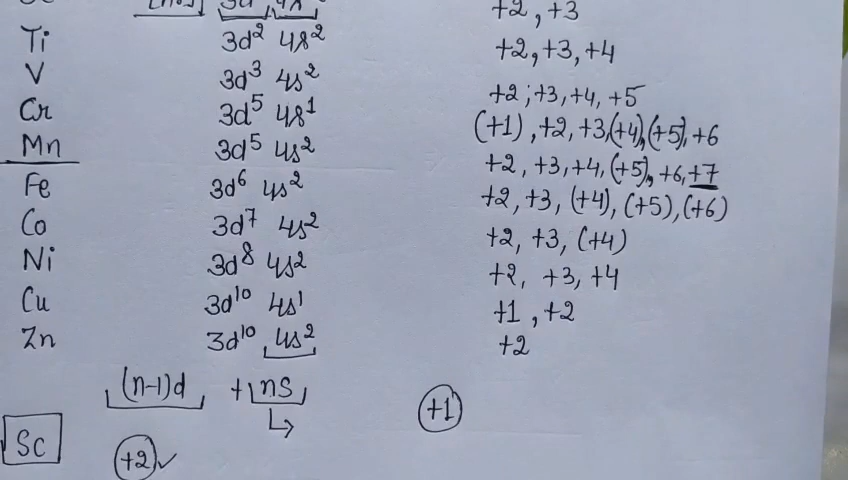 +2, +3
Ti 3d² 4s² +2, +3, +4
V 3d³ 4s² +2, +3, +4, +5
Cr 3d⁵ 4s¹ (+1), +2, +3, (+4), (+5), +6
Mn 3d⁵ 4s² +2, +3, +4, (+5), +6, +7
Fe 3d⁶ 4s² +2, +3, (+4), (+5), (+6)
Co 3d⁷ 4s² +2, +3, (+4)
Ni 3d⁸ 4s² +2, +3, +4
Cu 3d¹⁰ 4s¹ +1, +2
Zn 3d¹⁰ 4s² +2
(n-1)d + ns +1
Sc +2 ✓